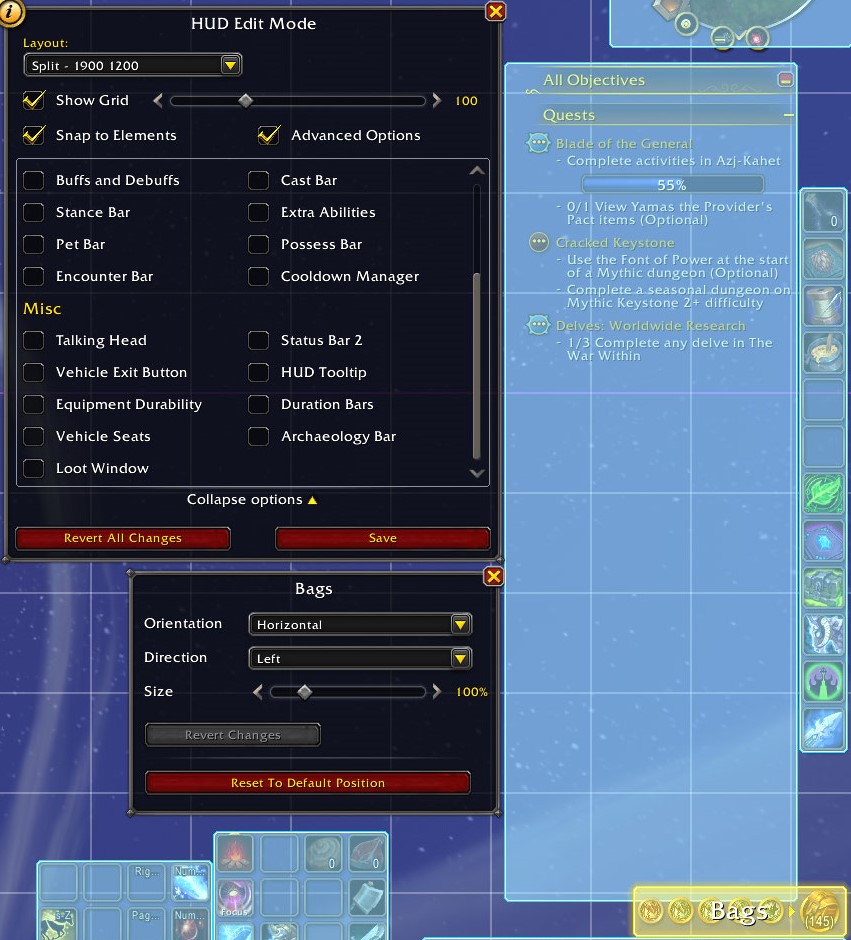 HUD Edit Mode
Layout:
Split - 1900 1200
Show Grid
100
Snap to Elements
Advanced Options
Buffs and Debuffs
Cast Bar
Stance Bar
Extra Abilities
Pet Bar
Possess Bar
Encounter Bar
Cooldown Manager
Misc
Talking Head
Status Bar 2
Vehicle Exit Button
HUD Tooltip
Equipment Durability
Duration Bars
Vehicle Seats
Archaeology Bar
Loot Window
Collapse options
Revert All Changes
Save
Bags
Orientation
Horizontal
Direction
Left
Size
100%
Revert Changes
Reset To Default Position
All Objectives
Quests
Blade of the General
- Complete activities in Azj-Kahet
55%
- 0/1 View Yamas the Provider's
Pact items (Optional)
Cracked Keystone
- Use the Font of Power at the start
of a Mythic dungeon (Optional)
- Complete a seasonal dungeon on
Mythic Keystone 2+ difficulty
Delves: Worldwide Research
- 1/3 Complete any delve in The
War Within
0
Rig...
Num...
0
0
s-Z
Pag...
Num...
Focus
Bags
(145)